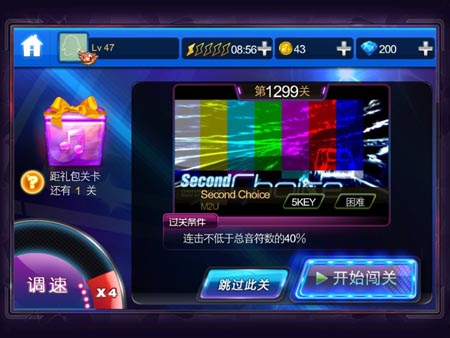 Lv 47
08:56
43
200
第1299关
距礼包关卡
还有 1 关
Second
Second Choice
M2U
5KEY
困难
过关条件
连击不低于总音符数的40%
调速
X4
跳过此关
开始闯关